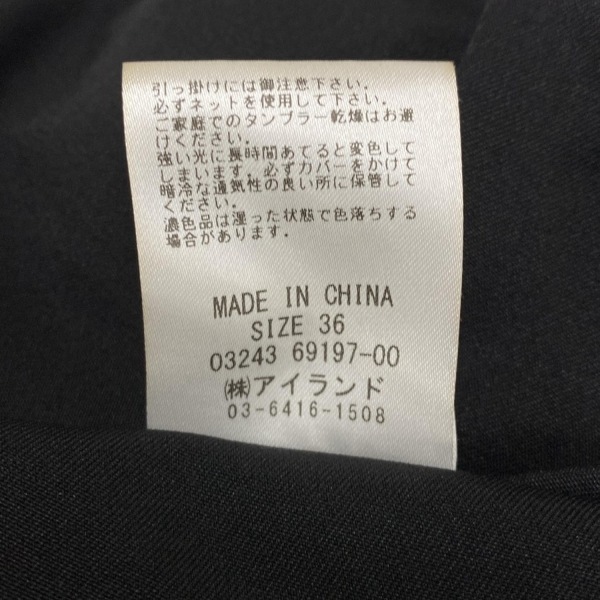 引っ掛けには御注意下さい。
必ずネットを使用して下さい。
ご家庭でのタンブラー乾燥はお避
けください。
強い光に長時間あてると変色して
しまいます。必ずカバーをかけて
暗冷な通気性の良い所に保管して
ください。
濃色品は湿った状態で色落ちする
場合があります。
MADE IN CHINA
SIZE 36
03243 69197-00
㈱アイランド
03-6416-1508